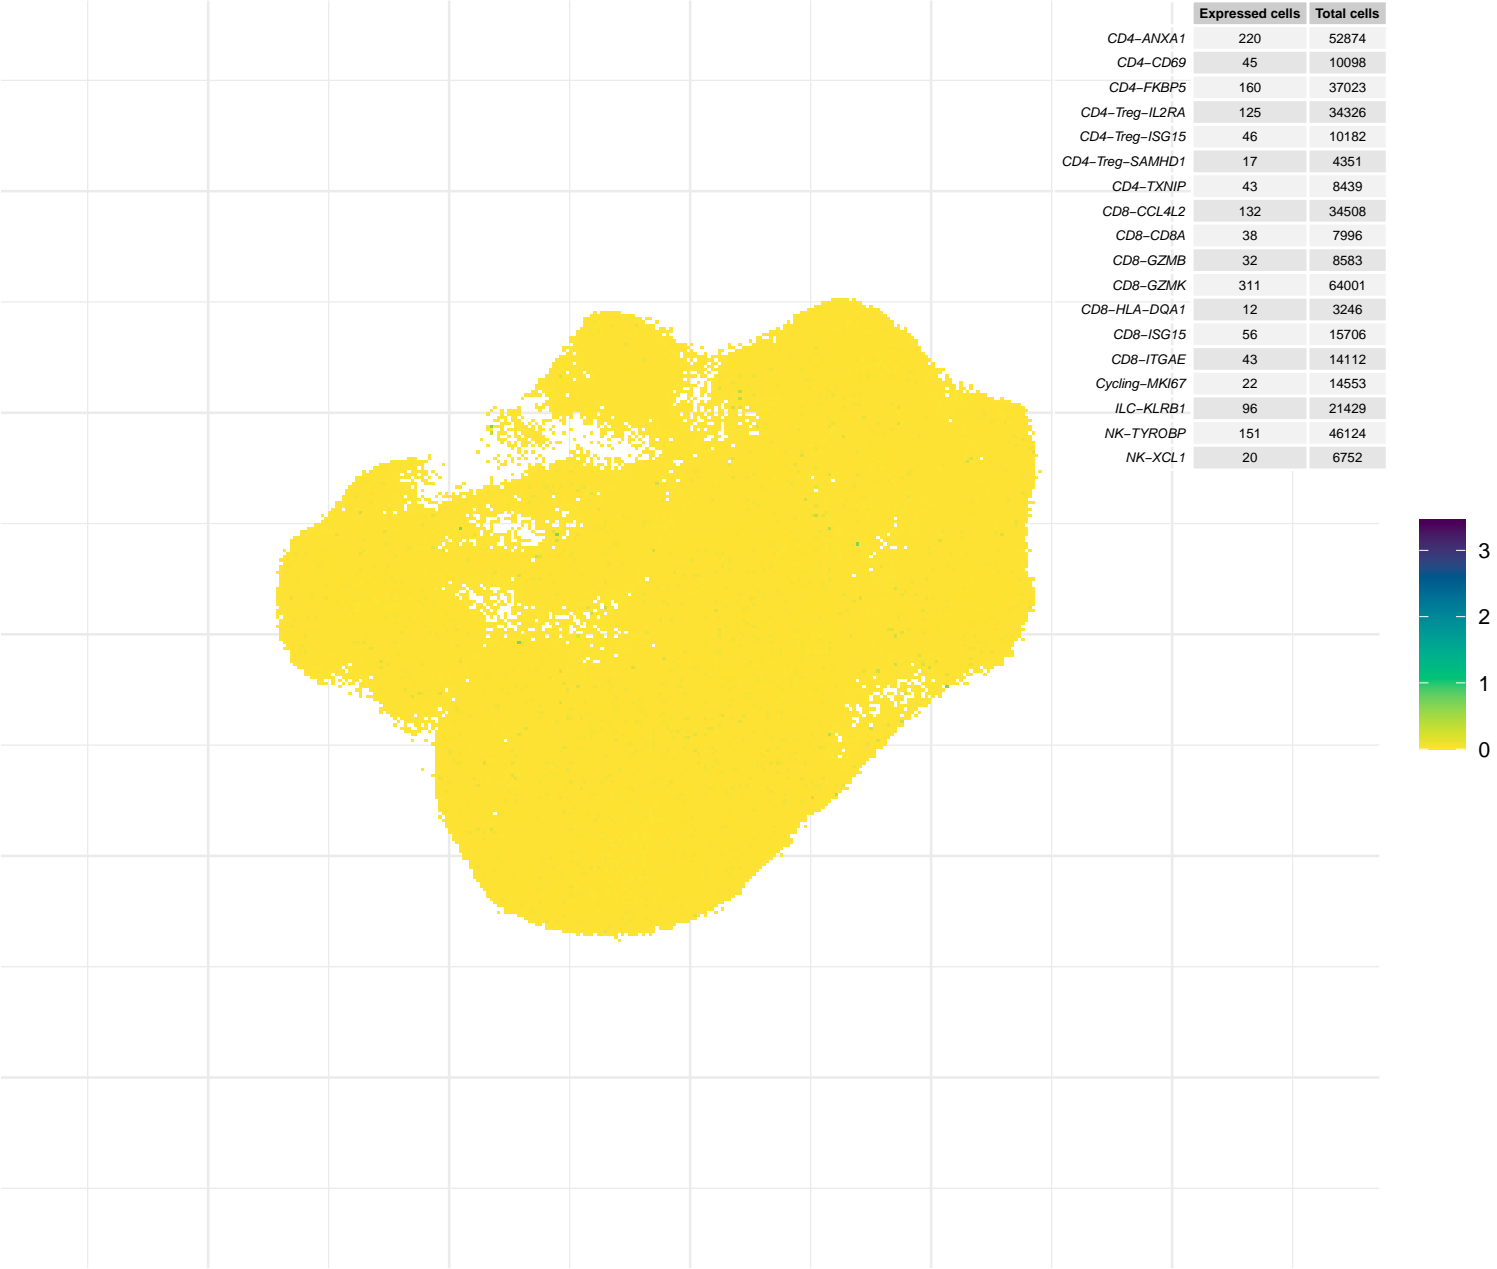 Expressed cells Total cells
CD4−ANXA1 220 52874
CD4−CD69 45 10098
CD4−FKBP5 160 37023
CD4−Treg−IL2RA 125 34326
CD4−Treg−ISG15 46 10182
CD4−Treg−SAMHD1 17 4351
CD4−TXNIP 43 8439
CD8−CCL4L2 132 34508
CD8−CD8A 38 7996
CD8−GZMB 32 8583
CD8−GZMK 311 64001
CD8−HLA−DQA1 12 3246
CD8−ISG15 56 15706
CD8−ITGAE 43 14112
Cycling−MKI67 22 14553
ILC−KLRB1 96 21429
NK−TYROBP 151 46124
NK−XCL1 20 6752
3
2
1
0